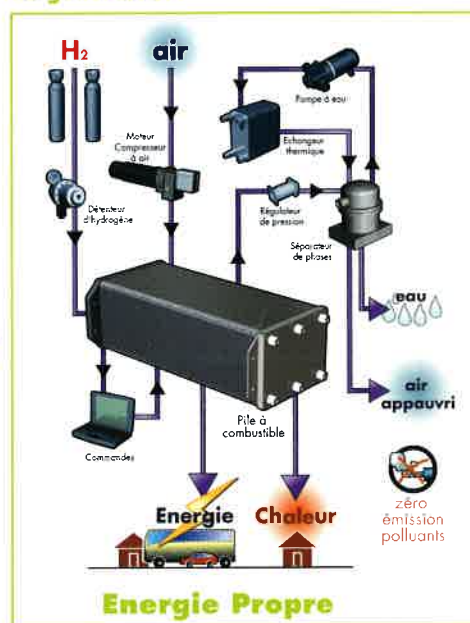 H2
air
Pompe à eau
Echangeur
thermique
Moteur
Compresseur
à air
Détendeur
d'hydrogène
Régulateur
de pression
Séparateur
de phases
eau
air
appauvri
Pile à
combustible
Commandes
Energie
Chaleur
zéro
émission
polluants
Energie Propre